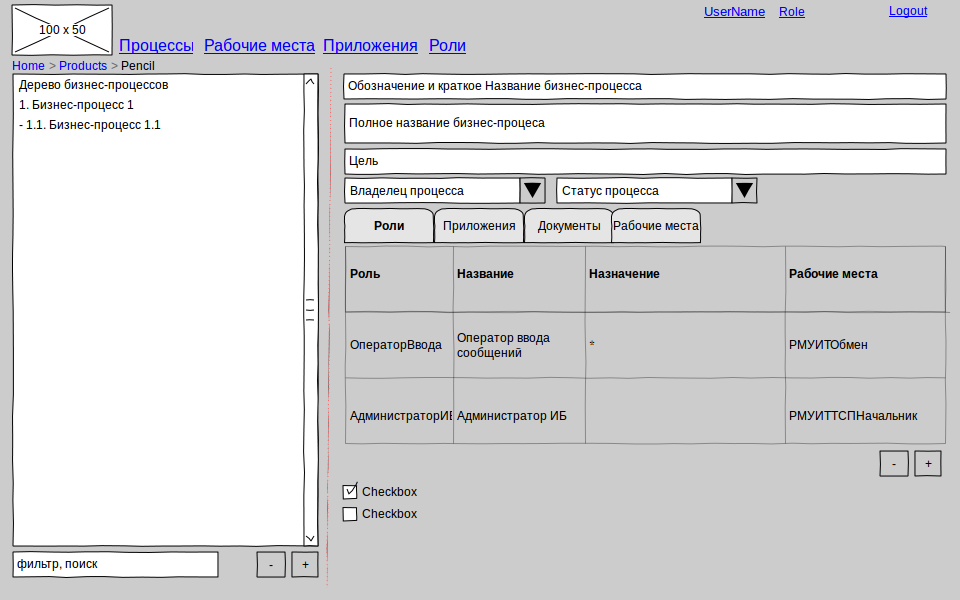 UserName Role Logout
100 x 50
Процессы Рабочие места Приложения Роли
Home > Products > Pencil
Дерево бизнес-процессов
1. Бизнес-процесс 1
- 1.1. Бизнес-процесс 1.1
фильтр, поиск - +
Обозначение и краткое Название бизнес-процесса
Полное название бизнес-процеса
Цель
Владелец процесса Статус процесса
Роли Приложения Документы Рабочие места
Роль Название Назначение Рабочие места
ОператорВвода Оператор ввода сообщений * РМУИТОбмен
АдминистраторИБ Администратор ИБ РМУИТТСПНачальник
- +
Checkbox
Checkbox